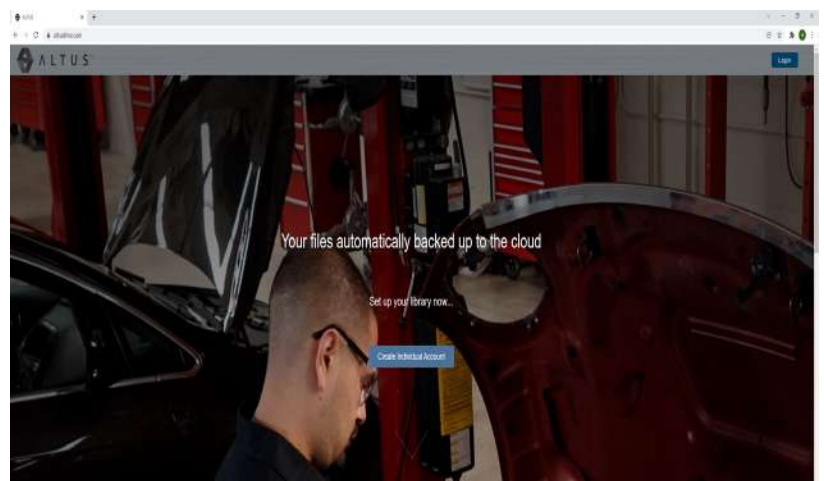 ALTUS
Login
Your files automatically backed up to the cloud
Set up your library now...
Create Individual Account